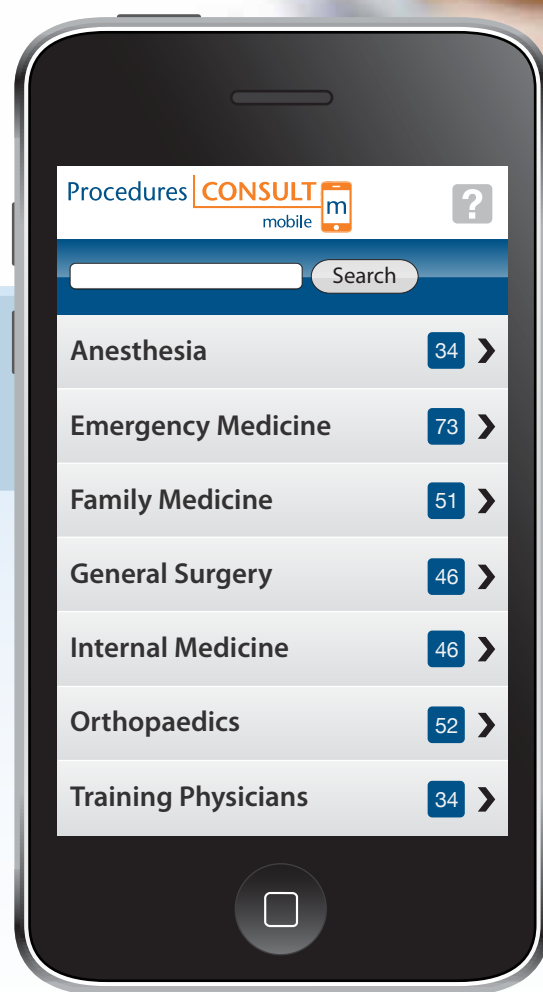 Procedures CONSULT m
mobile
?
Search
Anesthesia 34
Emergency Medicine 73
Family Medicine 51
General Surgery 46
Internal Medicine 46
Orthopaedics 52
Training Physicians 34